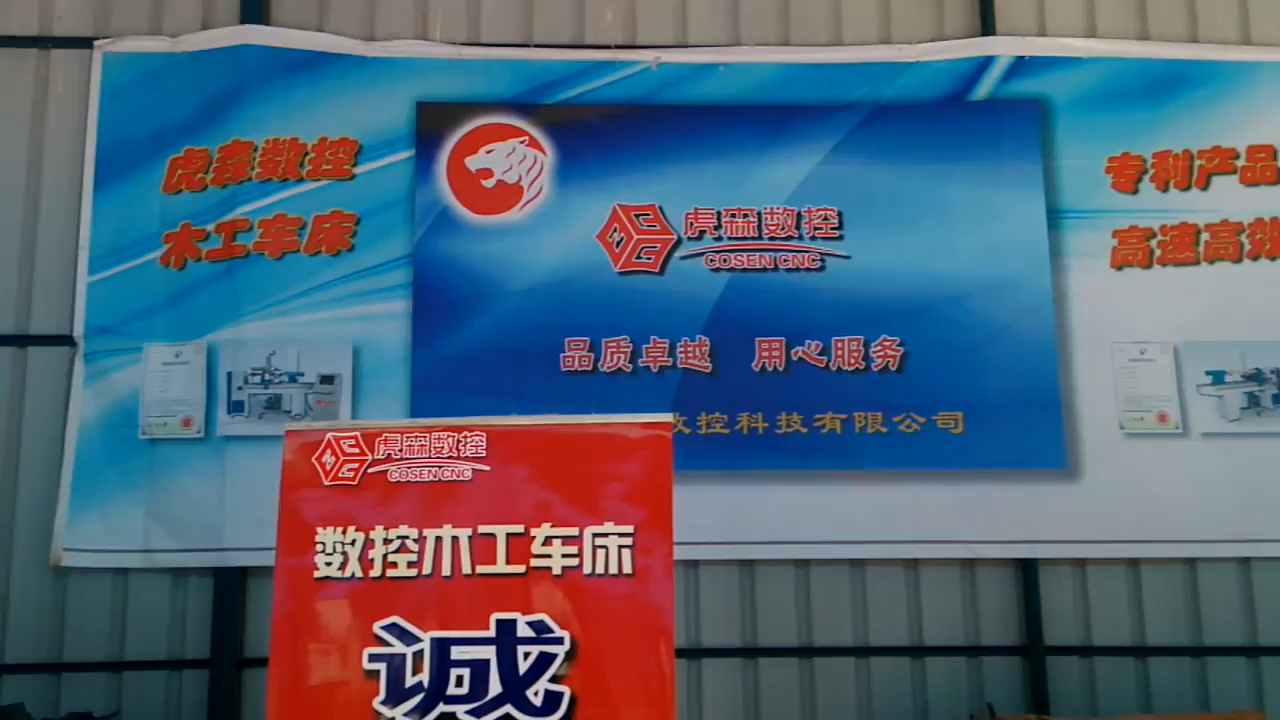 虎森数控
木工车床
虎森数控
COSEN CNC
品质卓越 用心服务
数控科技有限公司
专利产品
高速高效
虎森数控
COSEN CNC
数控木工车床
诚